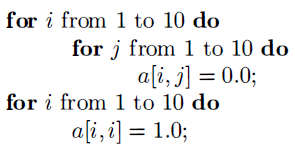 for i from 1 to 10 do
for j from 1 to 10 do
a[i, j] = 0.0;
for i from 1 to 10 do
a[i, i] = 1.0;